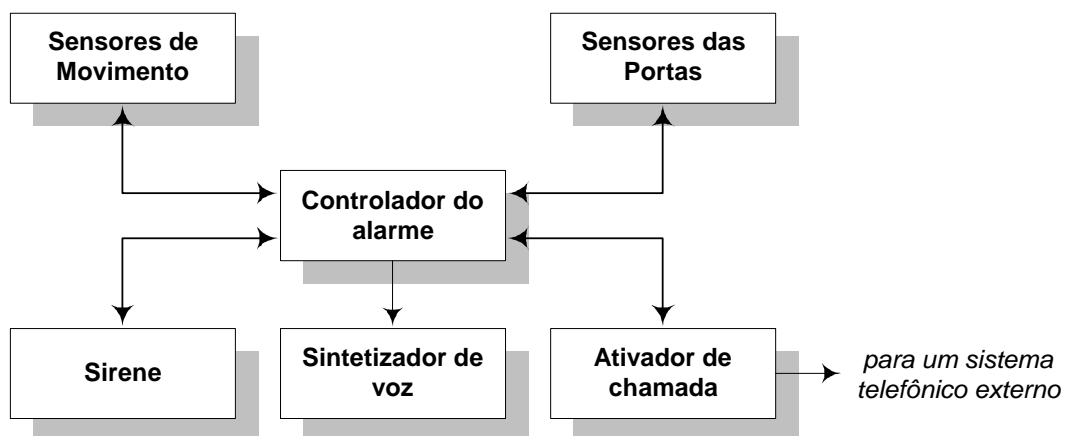 Sensores de
Movimento
Sensores das
Portas
Controlador do
alarme
Sirene
Sintetizador de
voz
Ativador de
chamada
para um sistema
telefônico externo